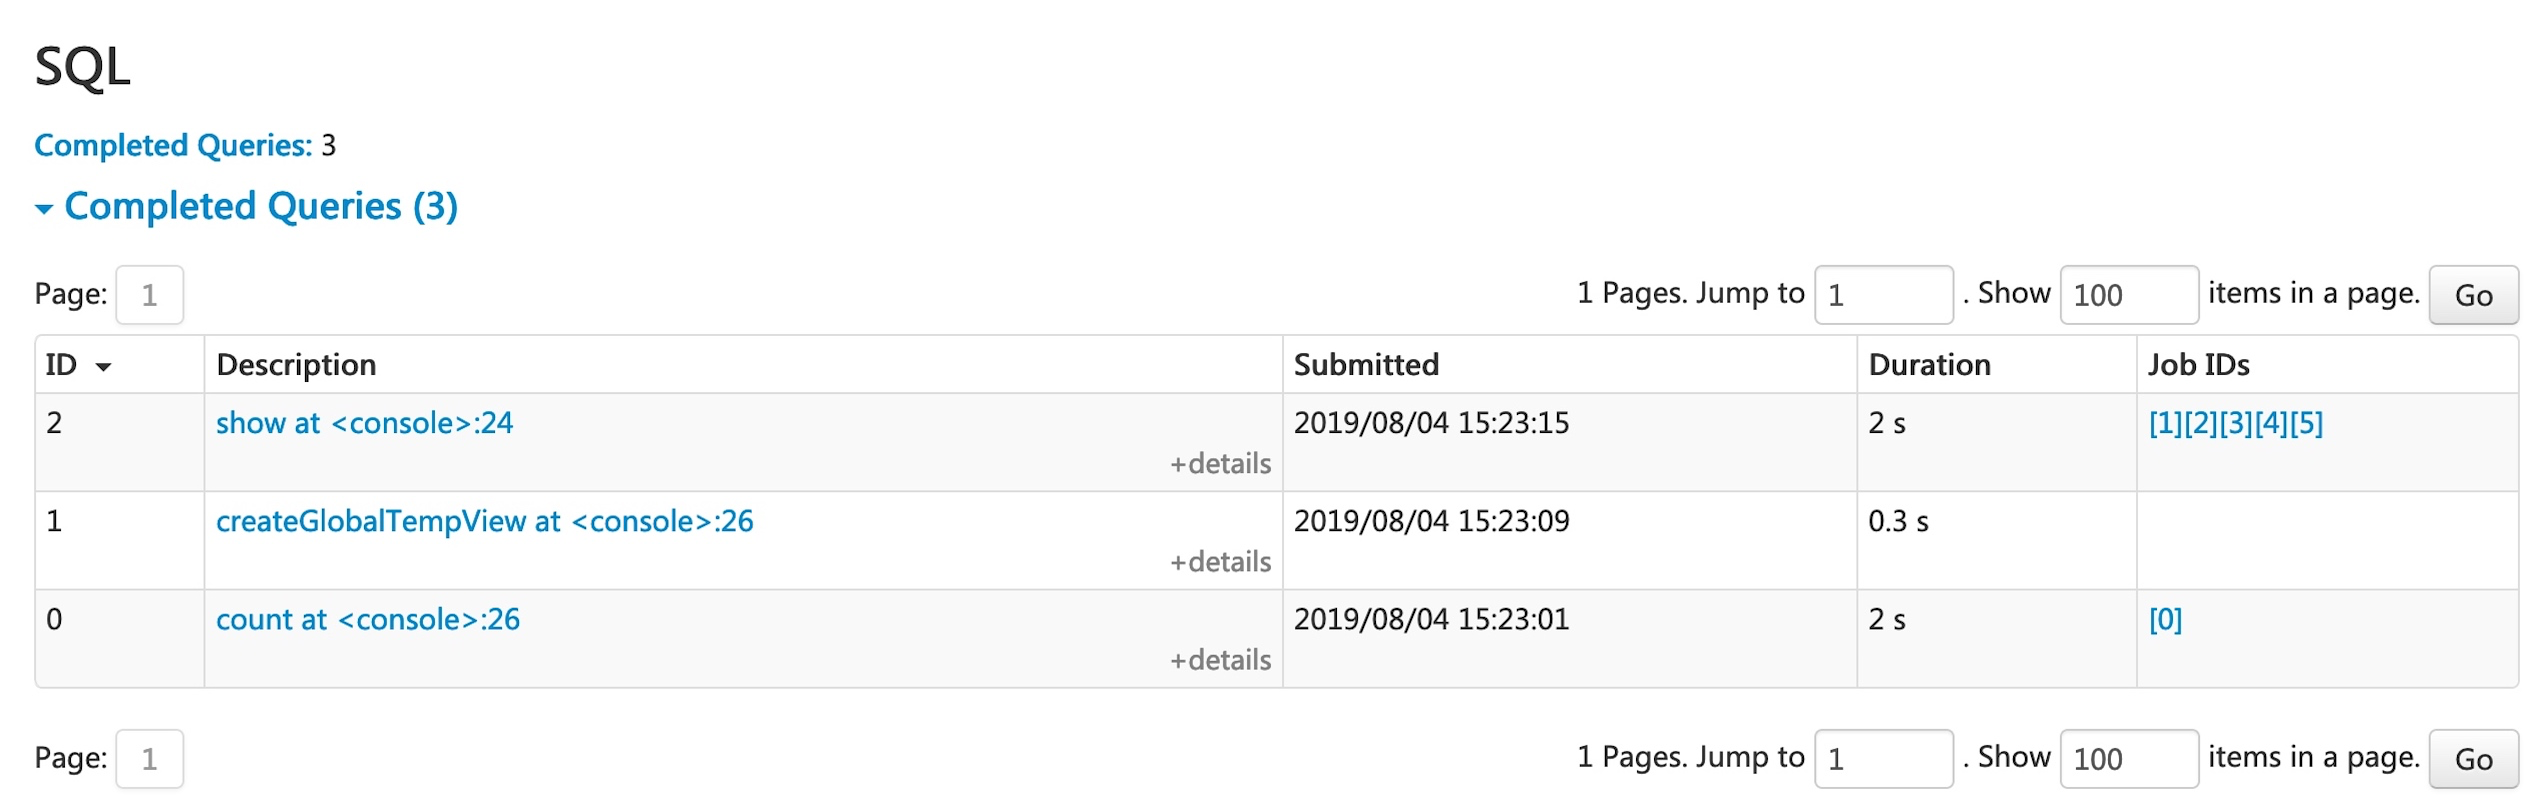 SQL
Completed Queries: 3
Completed Queries (3)
Page: 1 1 Pages. Jump to 1 . Show 100 items in a page. Go
ID Description Submitted Duration Job IDs
2 show at <console>:24 2019/08/04 15:23:15 2 s [1][2][3][4][5]
+details
1 createGlobalTempView at <console>:26 2019/08/04 15:23:09 0.3 s
+details
0 count at <console>:26 2019/08/04 15:23:01 2 s [0]
+details
Page: 1 1 Pages. Jump to 1 . Show 100 items in a page. Go